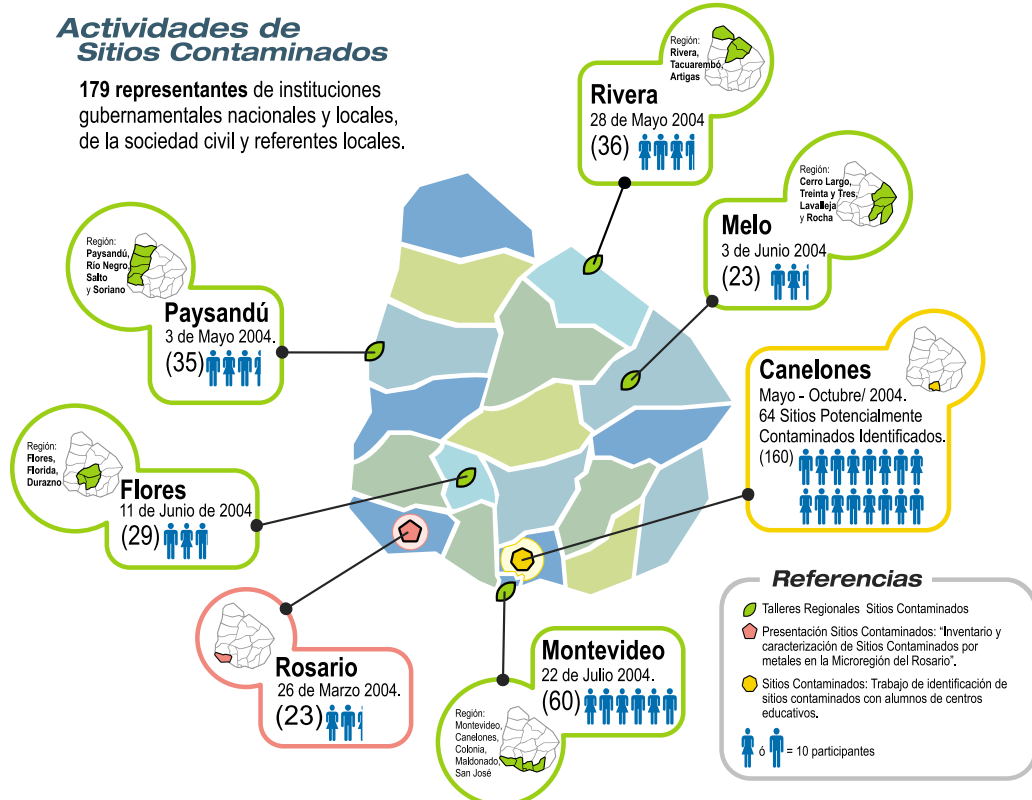 Actividades de
Sitios Contaminados
179 representantes de instituciones
gubernamentales nacionales y locales,
de la sociedad civil y referentes locales.
Región:
Rivera,
Tacuarembó,
Artigas
Rivera
28 de Mayo 2004
(36)
Región:
Cerro Largo,
Treinta y Tres,
Lavalleja
y Rocha
Melo
3 de Junio 2004
(23)
Región:
Paysandú,
Río Negro,
Salto
y Soriano
Paysandú
3 de Mayo 2004.
(35)
Canelones
Mayo - Octubre/ 2004.
64 Sitios Potencialmente
Contaminados Identificados.
(160)
Región:
Flores,
Florida,
Durazno
Flores
11 de Junio de 2004
(29)
Rosario
26 de Marzo 2004.
(23)
Montevideo
22 de Julio 2004.
(60)
Región:
Montevideo,
Canelones,
Colonia,
Maldonado,
San José
Referencias
Talleres Regionales Sitios Contaminados
Presentación Sitios Contaminados: "Inventario y
caracterización de Sitios Contaminados por
metales en la Microregión del Rosario".
Sitios Contaminados: Trabajo de identificación de
sitios contaminados con alumnos de centros
educativos.
ó = 10 participantes